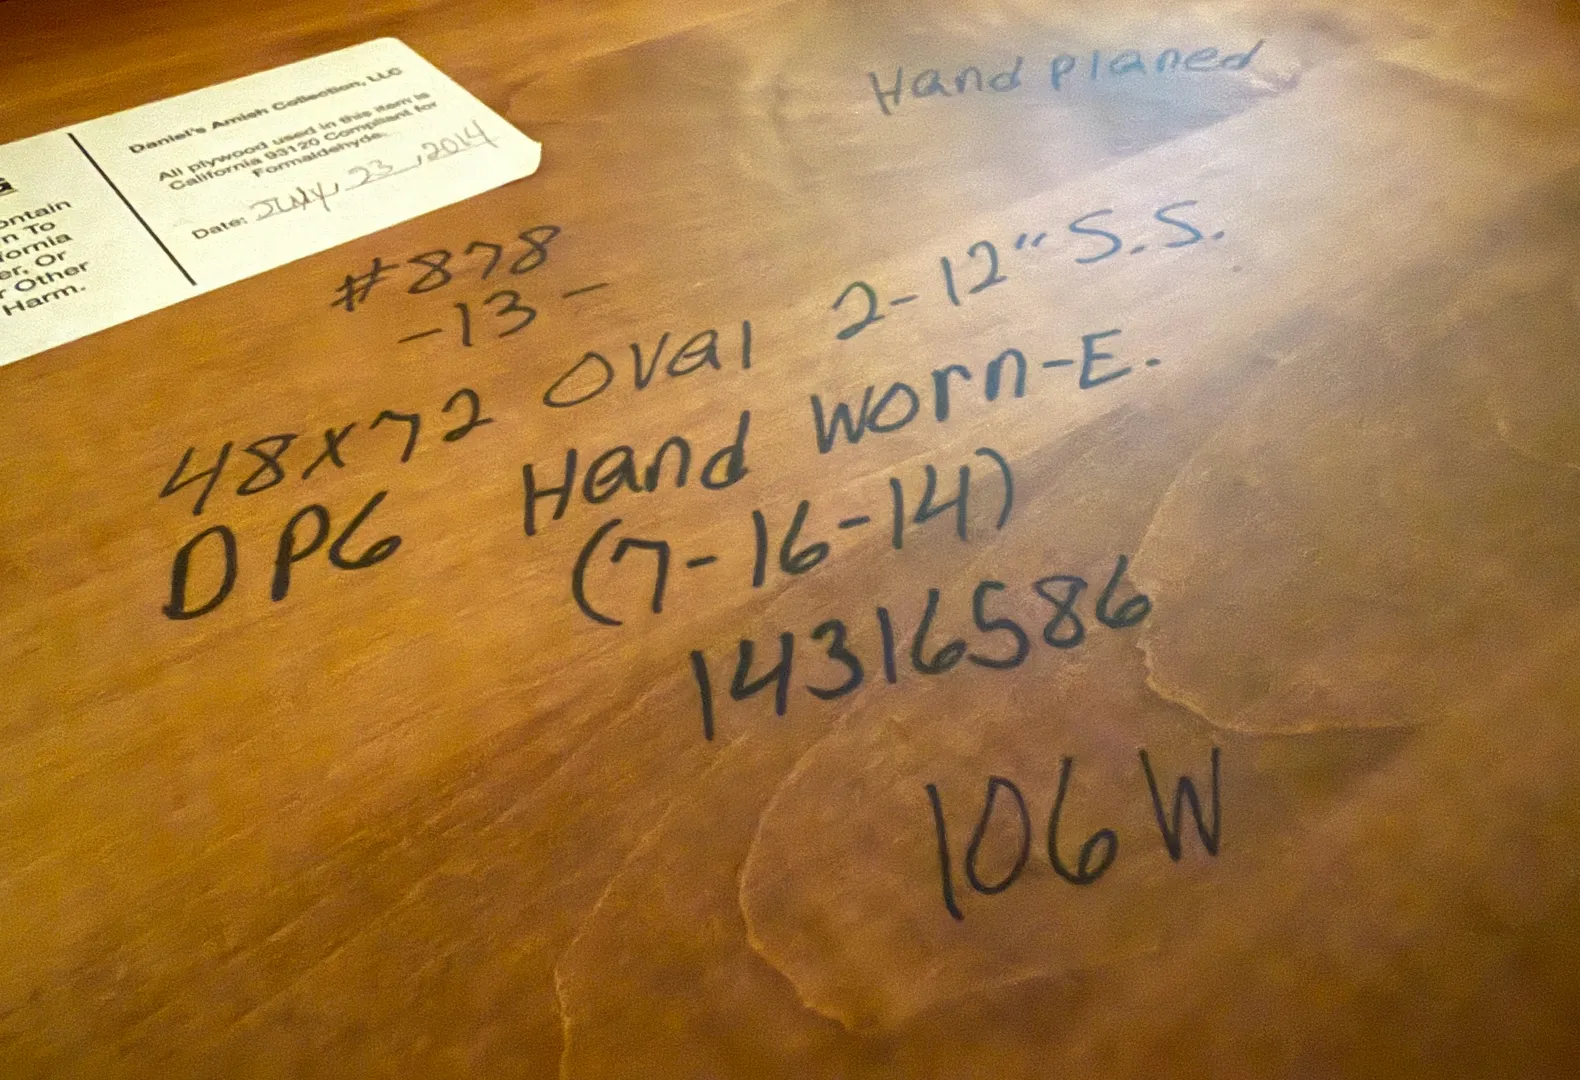 Daniel's Amish Collection, LLC
All plywood used in this item is
California 93120 Compliant for
Formaldehyde.
Date: July, 23, 2014
ontain
n To
fornia
er, Or
r Other
Harm.
Hand planed
#878
-13-
48x72 Oval 2-12" S.S.
DP6 Hand Worn-E.
(7-16-14)
14316586
106 W